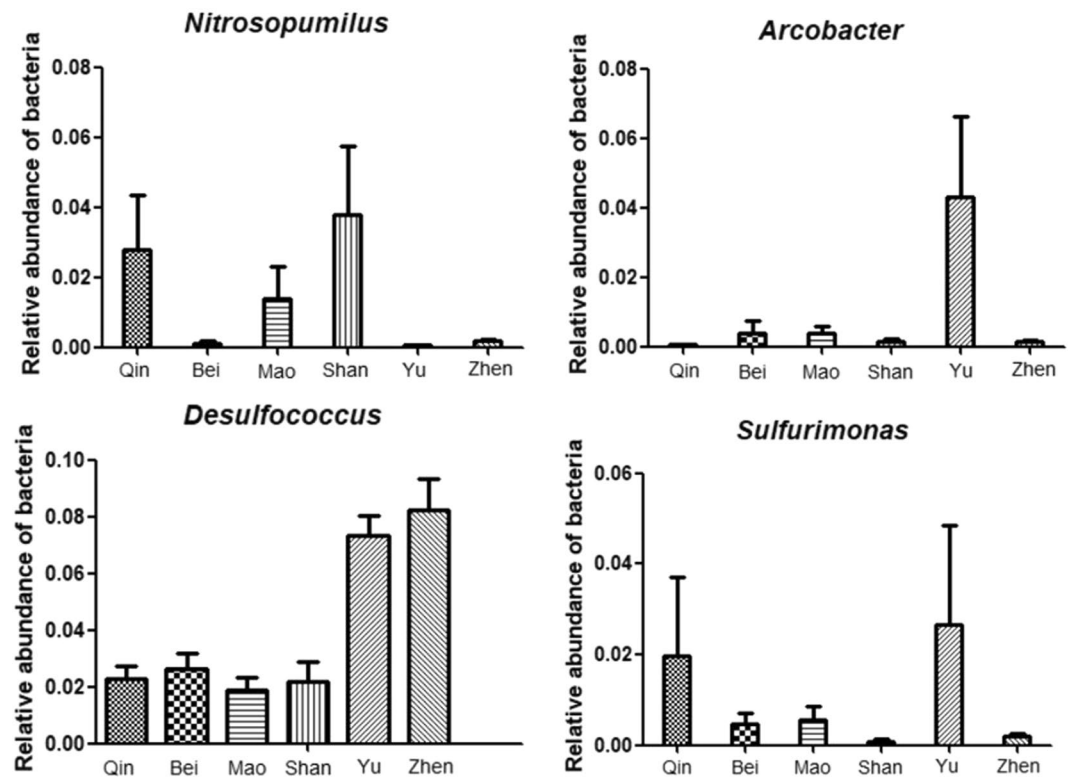 Nitrosopumilus
Relative abundance of bacteria
0.08
0.06
0.04
0.02
0.00
Qin Bei Mao Shan Yu Zhen
Arcobacter
Relative abundance of bacteria
0.08
0.06
0.04
0.02
0.00
Qin Bei Mao Shan Yu Zhen
Desulfococcus
Relative abundance of bacteria
0.10
0.08
0.06
0.04
0.02
0.00
Qin Bei Mao Shan Yu Zhen
Sulfurimonas
Relative abundance of bacteria
0.06
0.04
0.02
0.00
Qin Bei Mao Shan Yu Zhen